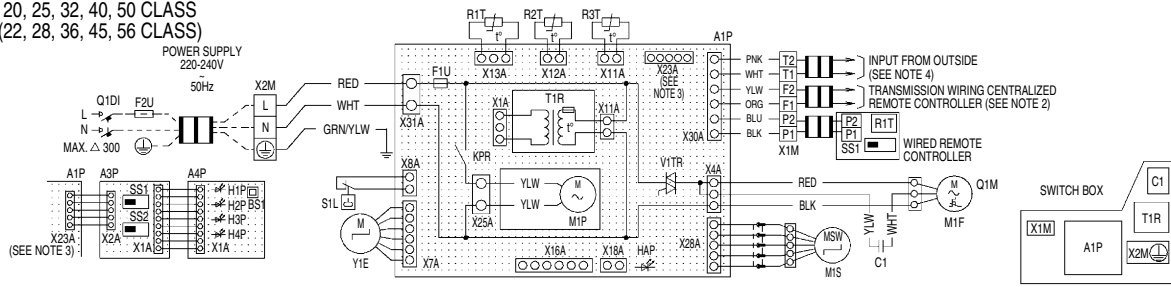 20, 25, 32, 40, 50 CLASS
(22, 28, 36, 45, 56 CLASS)
POWER SUPPLY
220-240V
~
50Hz
X2M
L
N
Q1DI
F2U
L
N
MAX. △ 300
RED
WHT
GRN/YLW
X31A
F1U
R1T
t°
X13A
R2T
t°
X12A
R3T
t°
X11A
X23A
(SEE
NOTE 3)
A1P
X1A
T1R
t°
X11A
KPR
X25A
YLW
YLW
M
M1P
V1TR
X30A
PNK
T2
WHT
T1
YLW
F2
ORG
F1
BLU
P2
BLK
P1
X1M
INPUT FROM OUTSIDE
(SEE NOTE 4)
TRANSMISSION WIRING CENTRALIZED
REMOTE CONTROLLER (SEE NOTE 2)
P2
P1
SS1
R1T
WIRED REMOTE
CONTROLLER
X4A
RED
BLK
YLW
WHT
C1
M
Q1M
M1F
X28A
MSW
M1S
X8A
S1L
M
Y1E
X7A
X16A
X18A
HAP
A1P
X23A
(SEE NOTE 3)
A3P
SS1
SS2
X2A
X1A
A4P
H1P
H2P
BS1
H3P
H4P
X1A
SWITCH BOX
C1
X1M
A1P
T1R
X2M